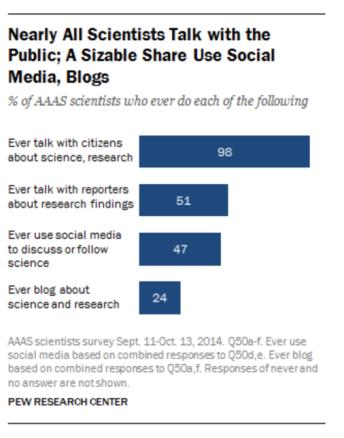 Nearly All Scientists Talk with the
Public; A Sizable Share Use Social
Media, Blogs
% of AAAS scientists who ever do each of the following
Ever talk with citizens
about science, research
98
Ever talk with reporters
about research findings
51
Ever use social media
to discuss or follow
science
47
Ever blog about
science and research
24
AAAS scientists survey Sept. 11-Oct. 13, 2014. Q50a-f. Ever use
social media based on combined responses to Q50d,e. Ever blog
based on combined responses to Q50a,f. Responses of never and
no answer are not shown.
PEW RESEARCH CENTER